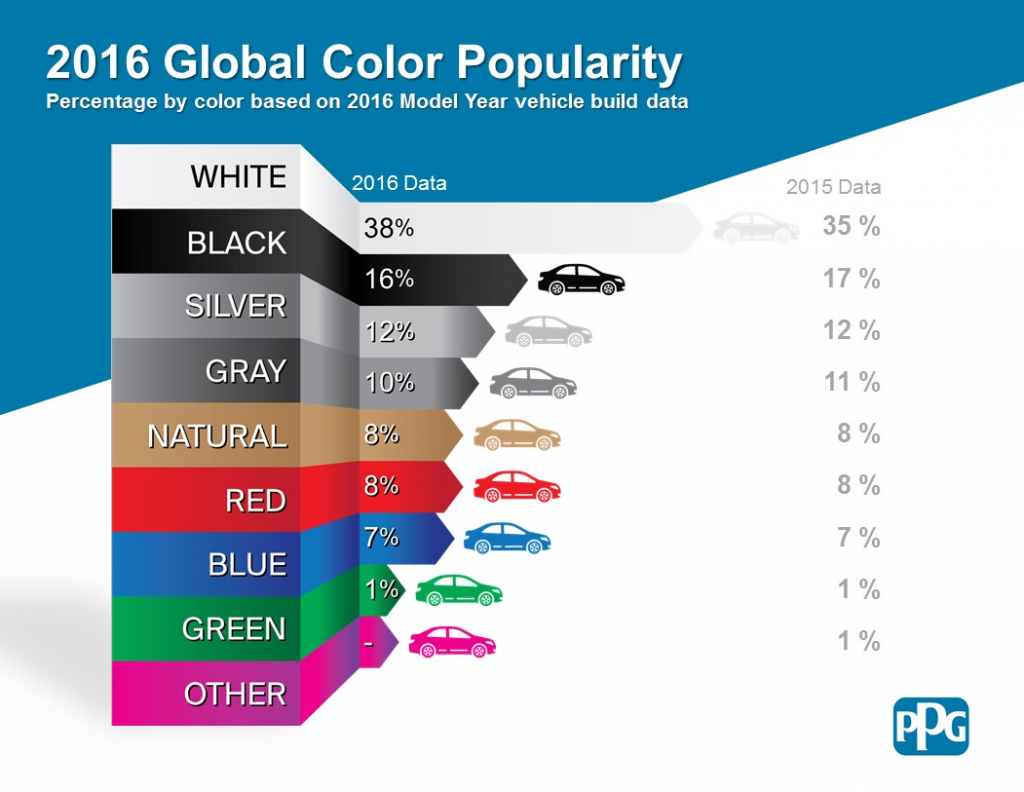 2016 Global Color Popularity
Percentage by color based on 2016 Model Year vehicle build data
2016 Data
2015 Data
WHITE
38%
35 %
BLACK
16%
17 %
SILVER
12%
12 %
GRAY
10%
11 %
NATURAL
8%
8 %
RED
8%
8 %
BLUE
7%
7 %
GREEN
1%
1 %
OTHER
-
1 %
PPG